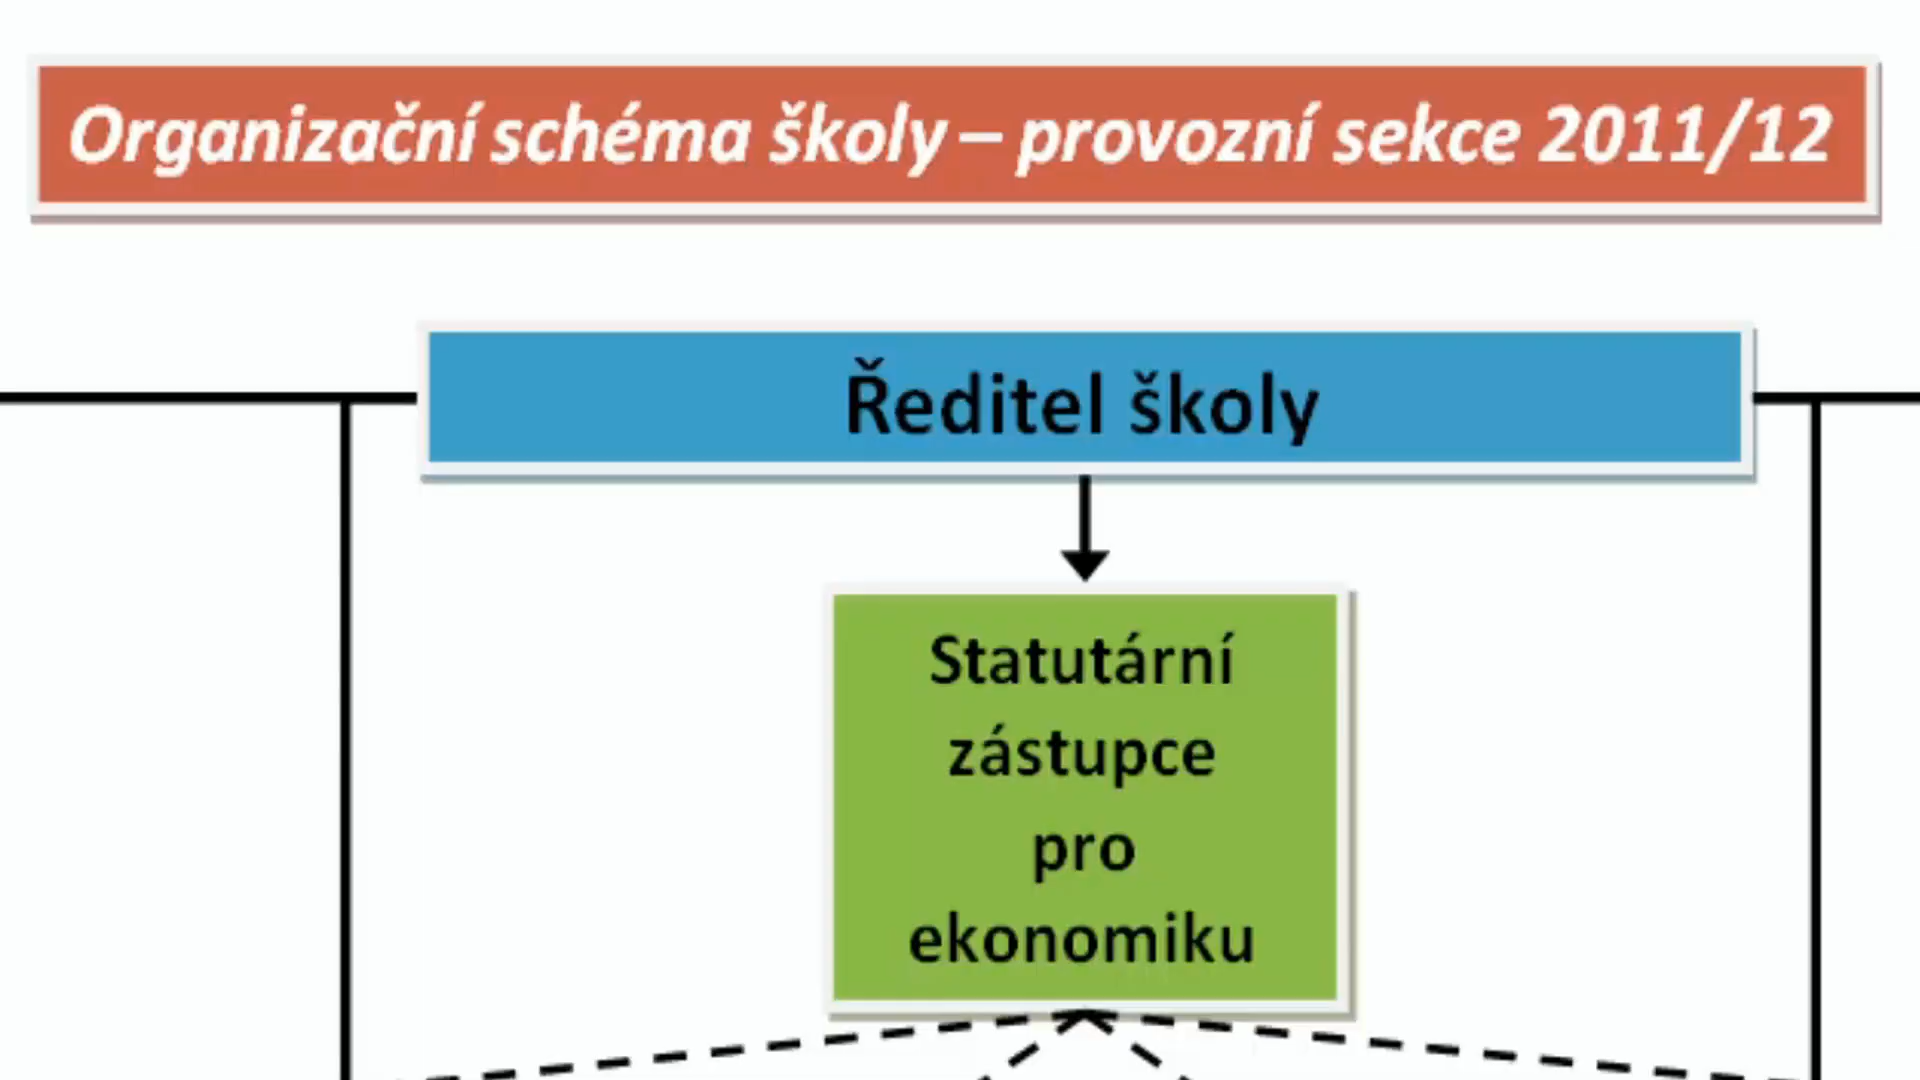 Organizační schéma školy – provozní sekce 2011/12
Ředitel školy
Statutární
zástupce
pro
ekonomiku